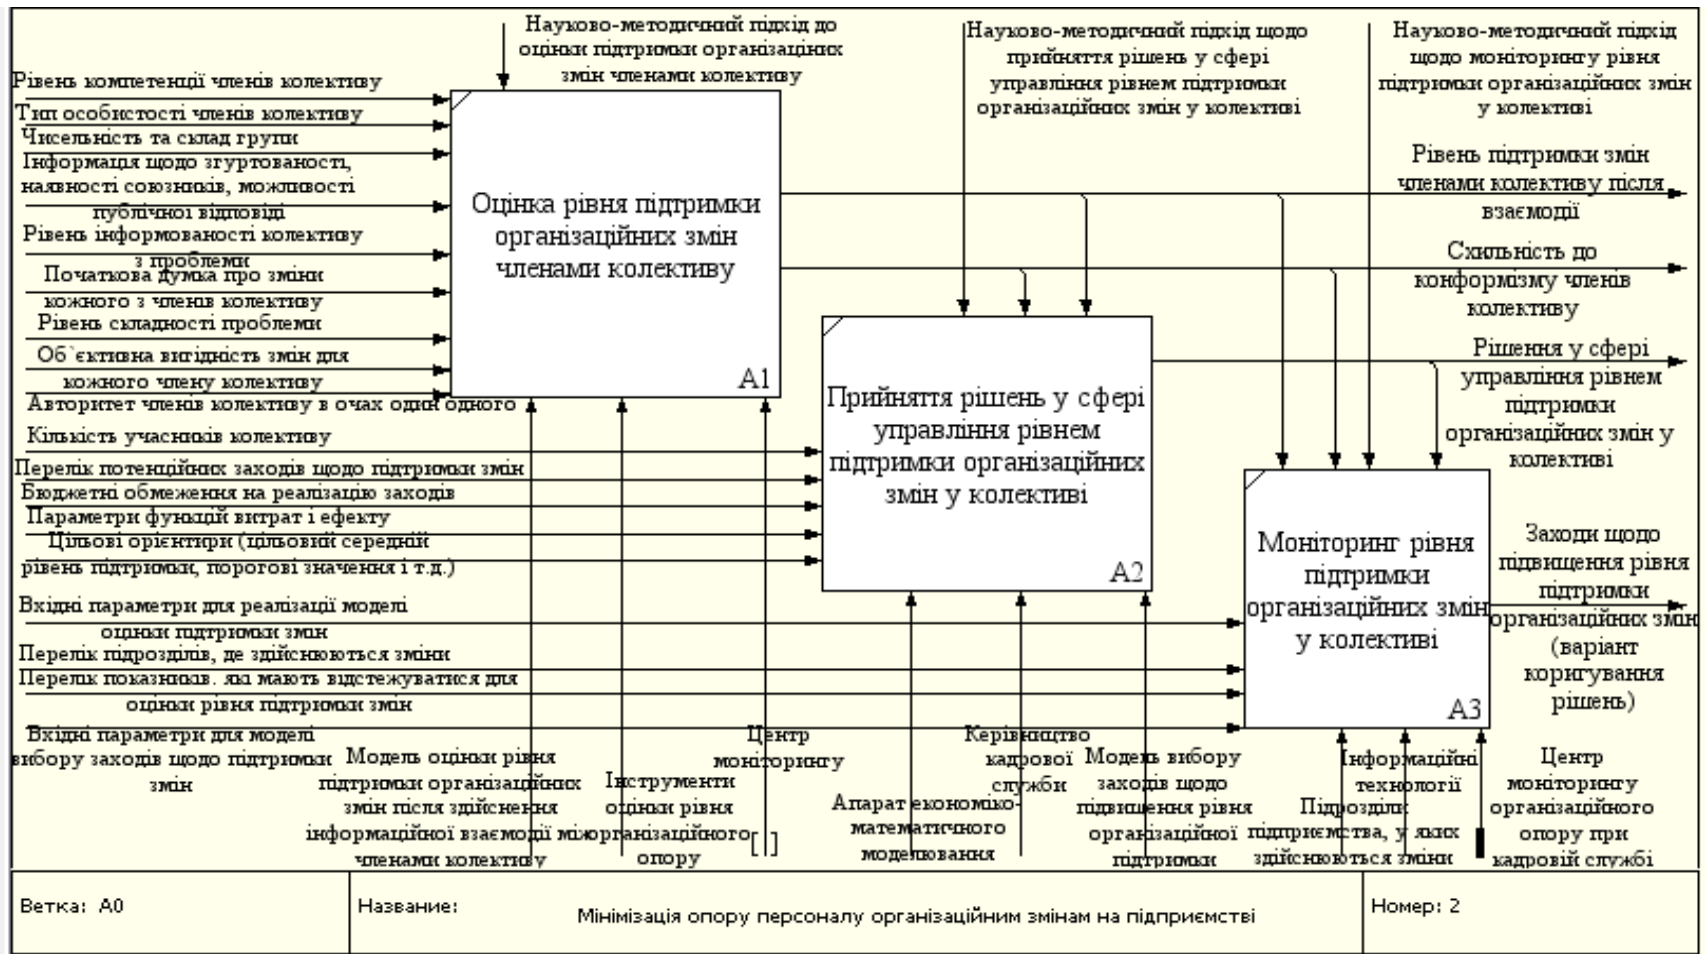 Науково-методичний підхід до
оцінки підтримки організаціних
змін членами колективу
Науково-методичний підхід щодо
прийняття рішень у сфері
управління рівнем підтримки
організаційних змін у колективі
Науково-методичний підхід
щодо моніторингу рівня
підтримки організаційних змін
у колективі
Рівень компетенції членів колективу
Тип особистості членів колективу
Чисельність та склад групи
Інформація щодо згуртованості,
наявності союзників, можливості
публічної відповіді
Рівень інформованості колективу
з проблеми
Початкова думка про зміни
кожного з членів колективу
Рівень складності проблеми
Об`єктивна вигідність змін для
кожного члену колективу
Авторитет членів колективу в очах один одного
Оцінка рівня підтримки
організаційних змін
членами колективу
А1
Рівень підтримки змін
членами колективу після
взаємодії
Схильність до
конформізму членів
колективу
Рішення у сфері
управління рівнем
підтримки
організаційних змін у
колективі
Кількість учасників колективу
Перелік потенційних заходів щодо підтримки змін
Бюджетні обмеження на реалізацію заходів
Параметри функцій витрат і ефекту
Цільові орієнтири (цільовий середній
рівень підтримки, порогові значення і т.д.)
Прийняття рішень у сфері
управління рівнем
підтримки організаційних
змін у колективі
А2
Вхідні параметри для реалізації моделі
оцінки підтримки змін
Перелік підрозділів, де здійснюються зміни
Перелік показників. які мають відстежуватися для
оцінки рівня підтримки змін
Вхідні параметри для моделі
вибору заходів щодо підтримки
змін
Моніторинг рівня
підтримки
організаційних змін
у колективі
А3
Заходи щодо
підвищення рівня
підтримки
організаційних змін
(варіант
коригування
рішень)
Модель оцінки рівня
підтримки організаційних
змін після здійснення
інформаційної взаємодії між
членами колективу
Інструменти
оцінки рівня
організаційного
опору
Центр
моніторингу
[ ]
Апарат економіко-
математичного
моделювання
Керівництво
кадрової
служби
Модель вибору
заходів щодо
підвищення рівня
організаційної
підтримки
Підрозділи
підприємства, у яких
здійснюються зміни
Інформаційні
технології
Центр
моніторингу
організаційного
опору при
кадровій службі
Ветка: А0
Название:
Мінімізація опору персоналу організаційним змінам на підприємстві
Номер: 2